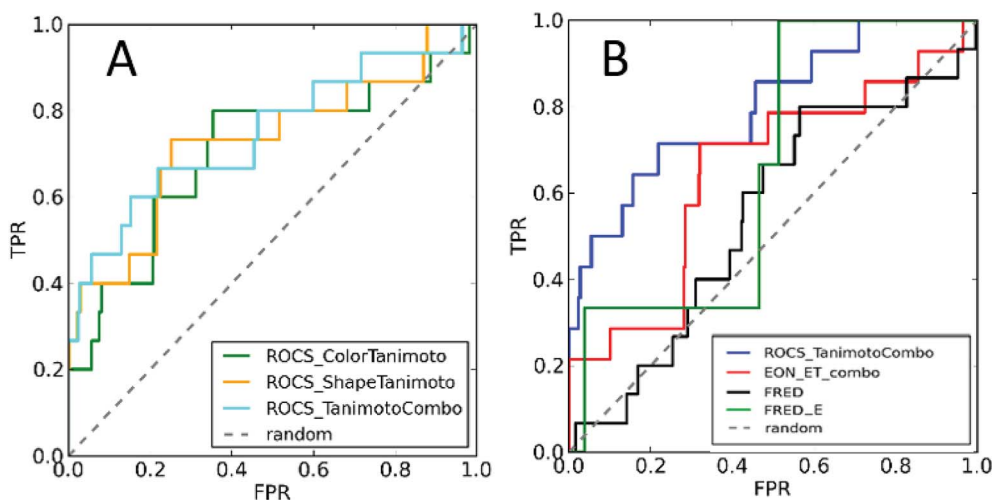 A
TPR
1.0
0.8
0.6
0.4
0.2
0.0
0.0 0.2 0.4 0.6 0.8 1.0
FPR
ROCS_ColorTanimoto
ROCS_ShapeTanimoto
ROCS_TanimotoCombo
random
B
TPR
1.0
0.8
0.6
0.4
0.2
0.0
0.0 0.2 0.4 0.6 0.8 1.0
FPR
ROCS_TanimotoCombo
EON_ET_combo
FRED
FRED_E
random